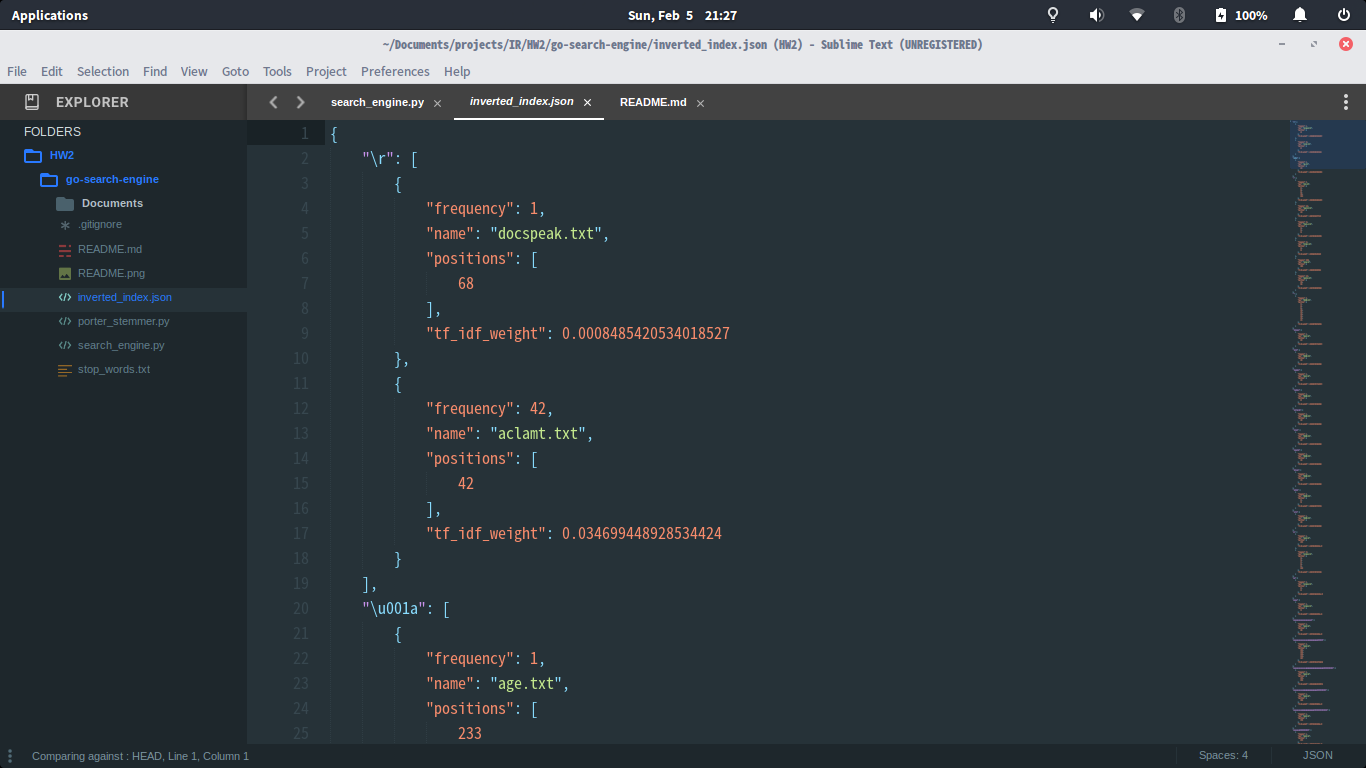 Applications
Sun, Feb 5 21:27
100%
~/Documents/projects/IR/HW2/go-search-engine/inverted_index.json (HW2) - Sublime Text (UNREGISTERED)
File Edit Selection Find View Goto Tools Project Preferences Help
EXPLORER
search_engine.py
inverted_index.json
README.md
FOLDERS
HW2
go-search-engine
Documents
.gitignore
README.md
README.png
inverted_index.json
porter_stemmer.py
search_engine.py
stop_words.txt
1 {
2 "\r": [
3 {
4 "frequency": 1,
5 "name": "docspeak.txt",
6 "positions": [
7 68
8 ],
9 "tf_idf_weight": 0.0008485420534018527
10 },
11 {
12 "frequency": 42,
13 "name": "aclamt.txt",
14 "positions": [
15 42
16 ],
17 "tf_idf_weight": 0.034699448928534424
18 }
19 ],
20 "\u001a": [
21 {
22 "frequency": 1,
23 "name": "age.txt",
24 "positions": [
25 233
Comparing against : HEAD, Line 1, Column 1
Spaces: 4
JSON